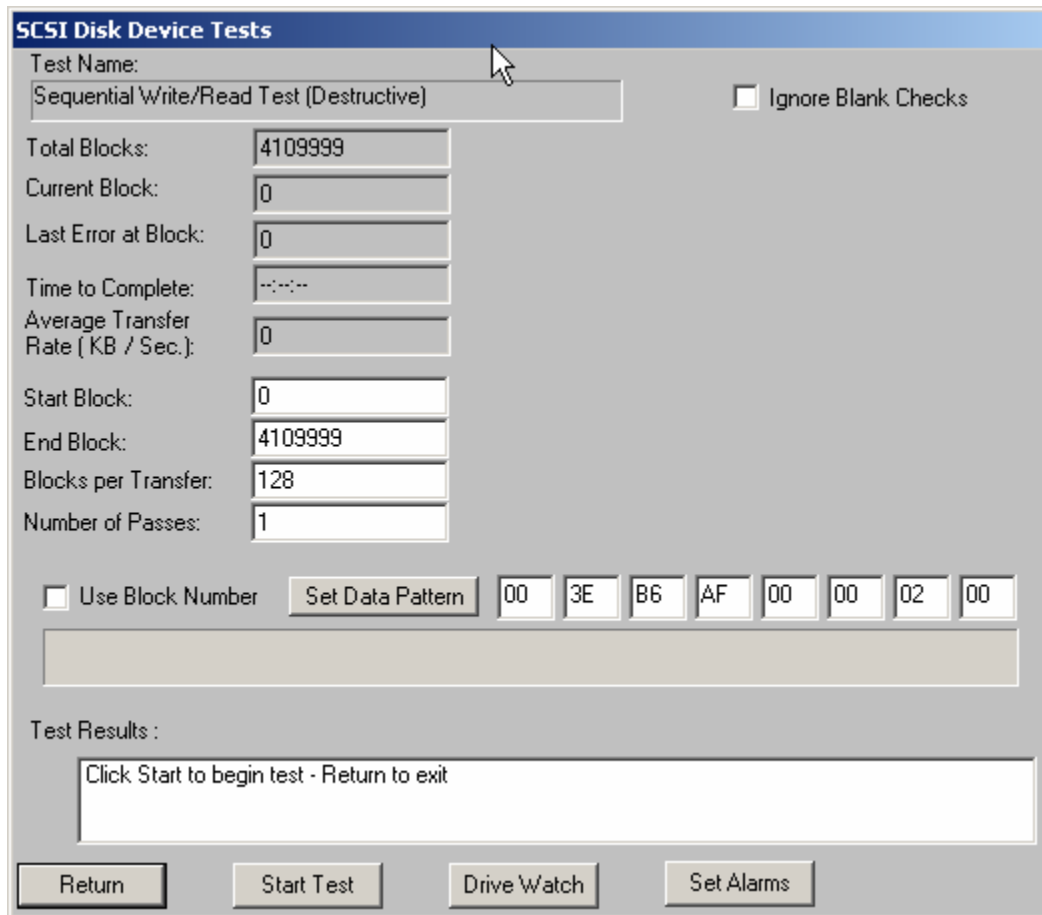 SCSI Disk Device Tests
Test Name:
Sequential Write/Read Test (Destructive)
Ignore Blank Checks
Total Blocks: 4109999
Current Block: 0
Last Error at Block: 0
Time to Complete: --:--:--
Average Transfer
Rate ( KB / Sec.): 0
Start Block: 0
End Block: 4109999
Blocks per Transfer: 128
Number of Passes: 1
Use Block Number Set Data Pattern 00 3E B6 AF 00 00 02 00
Test Results :
Click Start to begin test - Return to exit
Return Start Test Drive Watch Set Alarms